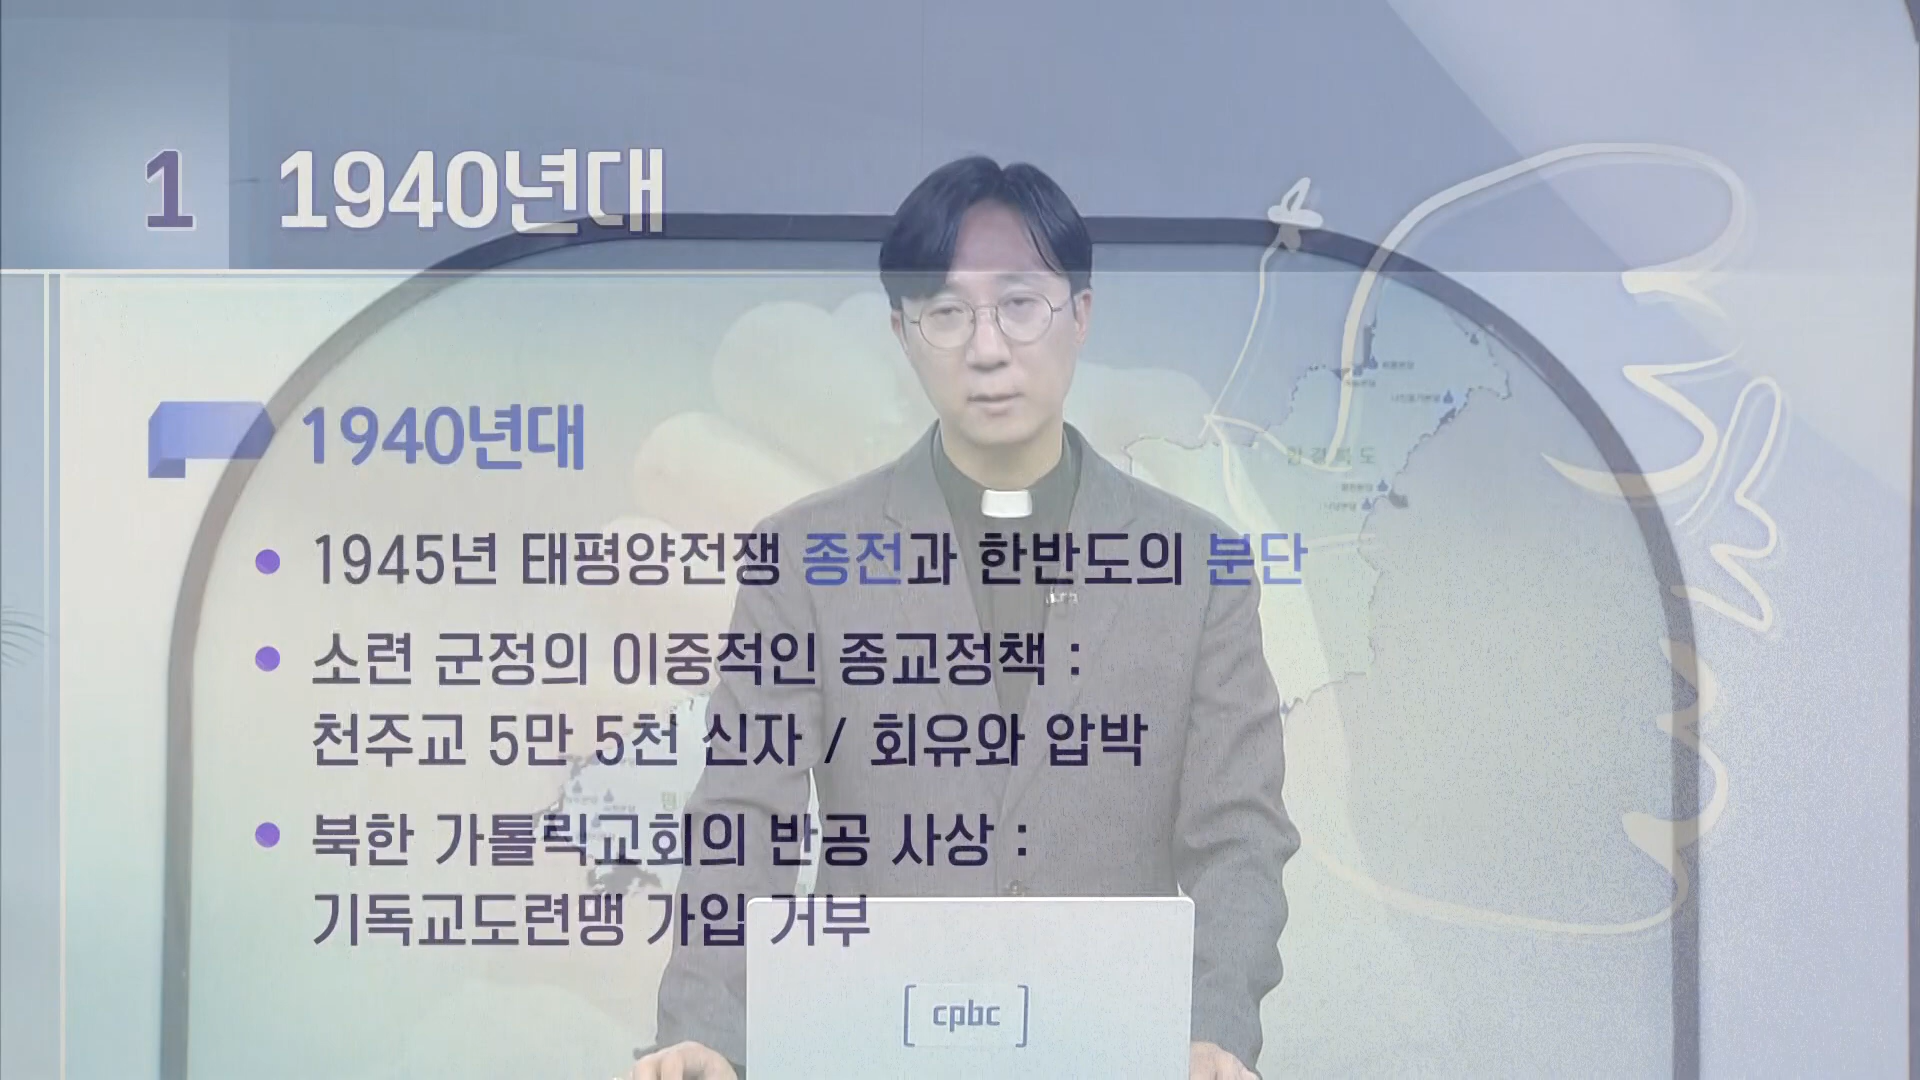 1 1940년대
1940년대
• 1945년 태평양전쟁 종전과 한반도의 분단
• 소련 군정의 이중적인 종교정책 :
천주교 5만 5천 신자 / 회유와 압박
• 북한 가톨릭교회의 반공 사상 :
기독교도련맹 가입 거부
함경북도
[cpbc]